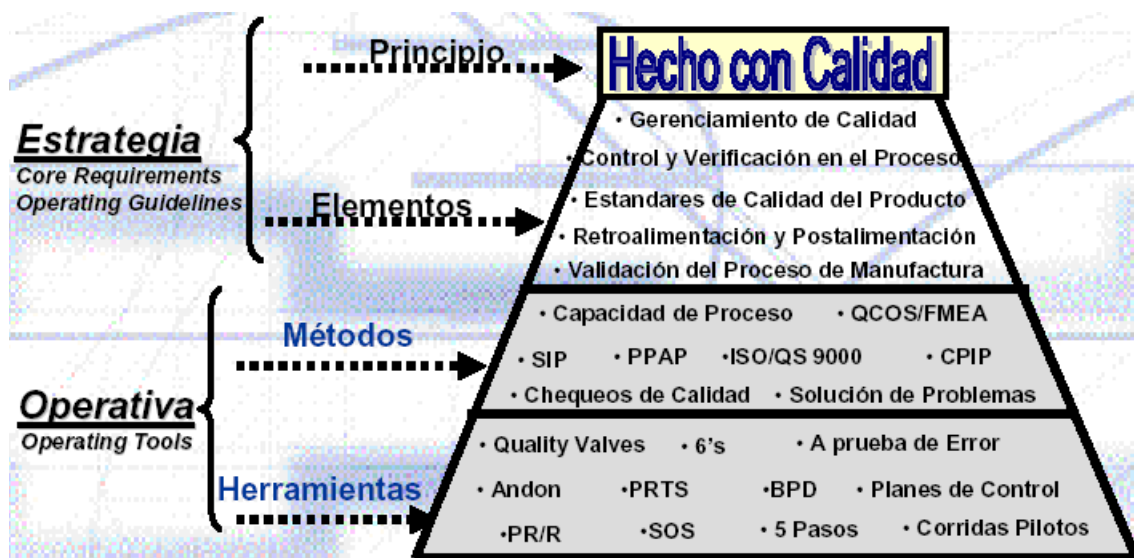 Principio
Hecho con Calidad
Estrategia
Core Requirements
Operating Guidelines
Elementos
• Gerenciamiento de Calidad
• Control y Verificación en el Proceso
• Estandares de Calidad del Producto
• Retroalimentación y Postalimentación
• Validación del Proceso de Manufactura
Operativa
Operating Tools
Métodos
• Capacidad de Proceso • QCOS/FMEA
• SIP • PPAP •ISO/QS 9000 • CPIP
• Chequeos de Calidad • Solución de Problemas
Herramientas
• Quality Valves • 6's • A prueba de Error
• Andon •PRTS •BPD • Planes de Control
•PR/R •SOS • 5 Pasos • Corridas Pilotos